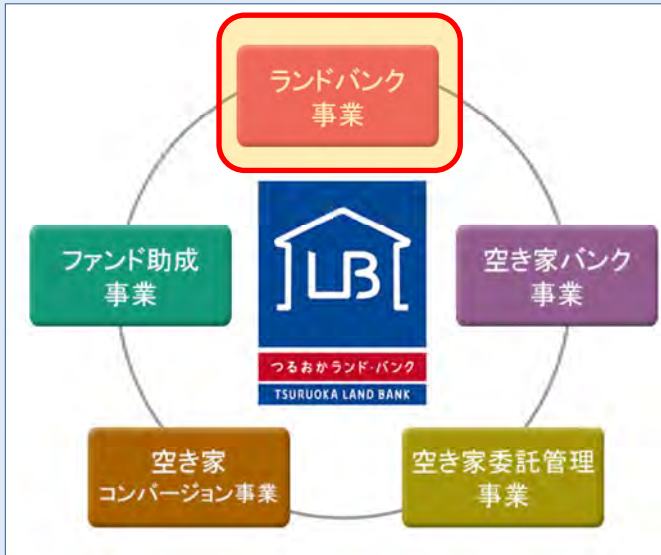 ランドバンク
事業
ファンド助成
事業
空き家バンク
事業
LB
つるおかランド・バンク
TSURUOKA LAND BANK
空き家
コンバージョン事業
空き家委託管理
事業